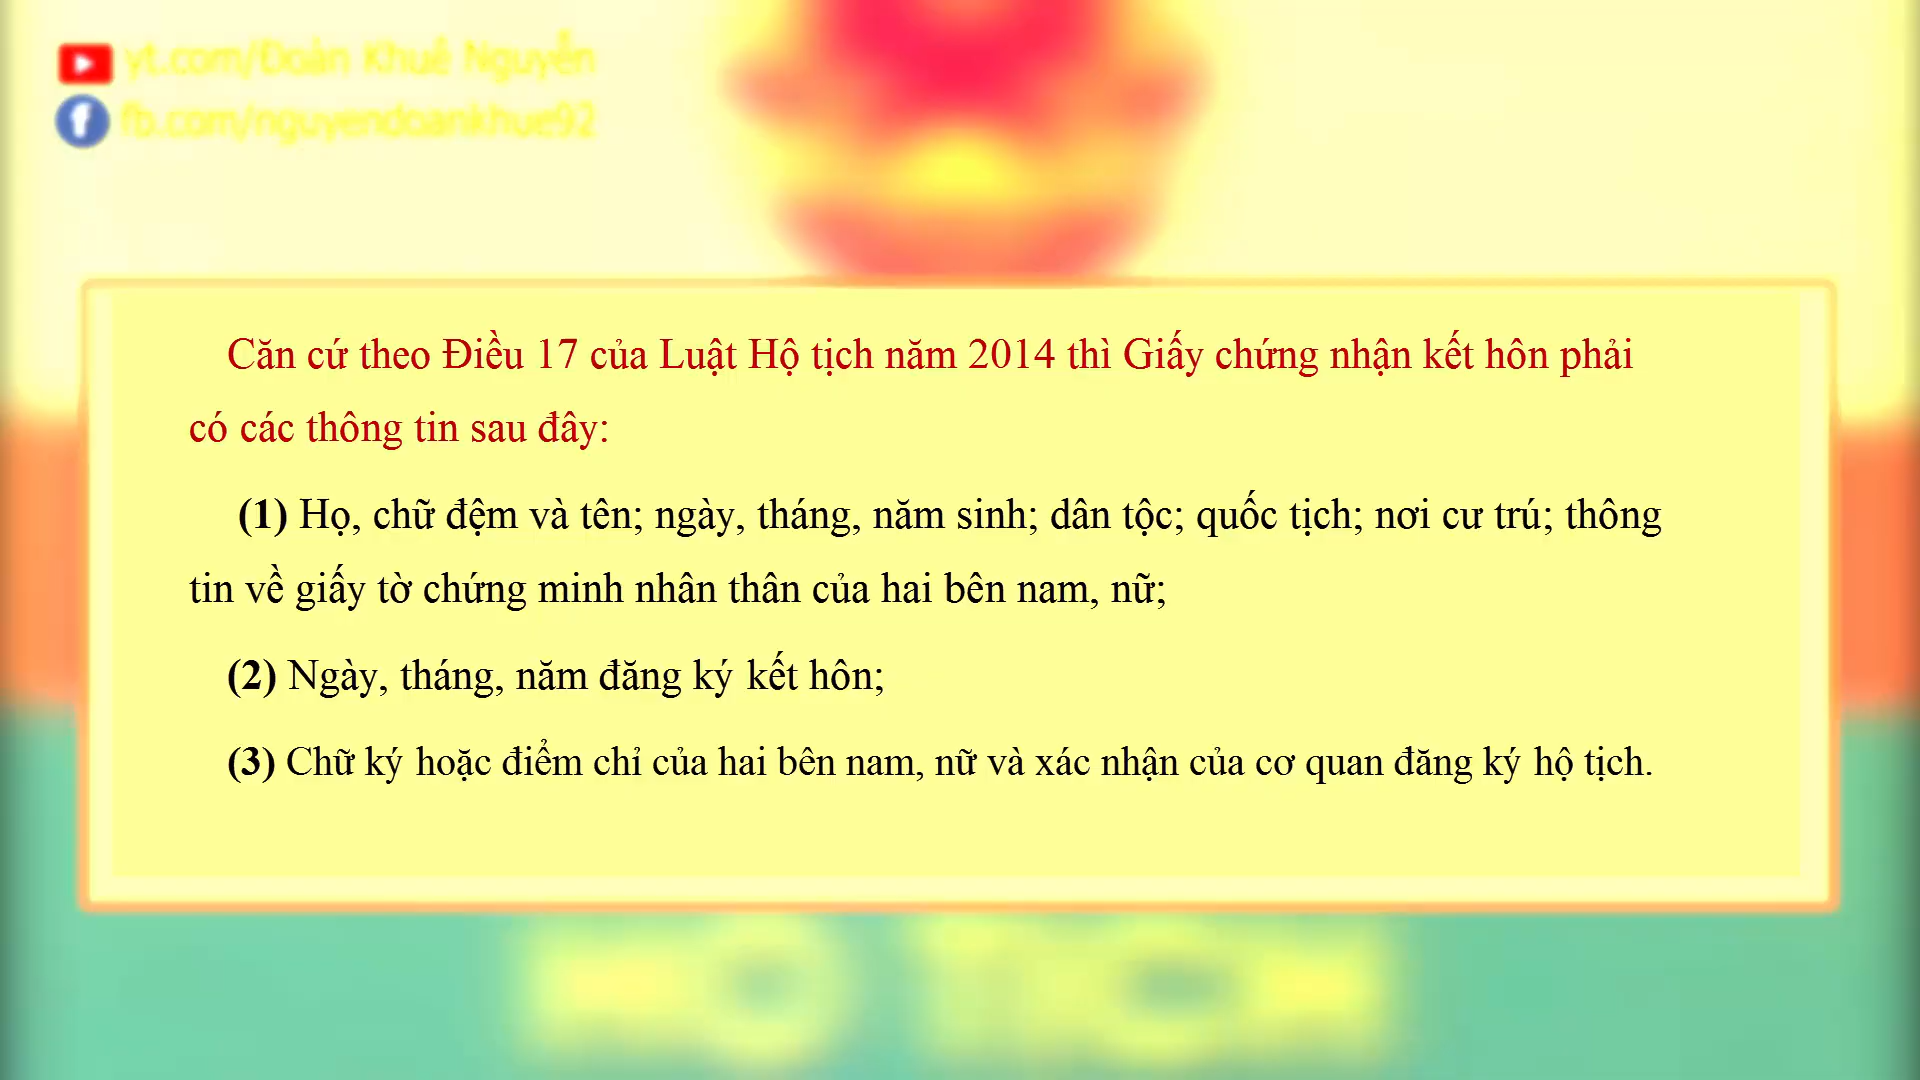 yt.com/Đoàn Khuê Nguyễn
fb.com/nguyendoankhue92
Căn cứ theo Điều 17 của Luật Hộ tịch năm 2014 thì Giấy chứng nhận kết hôn phải
có các thông tin sau đây:
(1) Họ, chữ đệm và tên; ngày, tháng, năm sinh; dân tộc; quốc tịch; nơi cư trú; thông
tin về giấy tờ chứng minh nhân thân của hai bên nam, nữ;
(2) Ngày, tháng, năm đăng ký kết hôn;
(3) Chữ ký hoặc điểm chỉ của hai bên nam, nữ và xác nhận của cơ quan đăng ký hộ tịch.